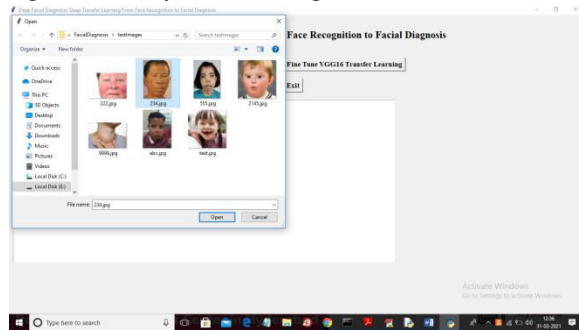 Deep Facial Diagnosis: Deep Transfer Learning From Face Recognition to Facial Diagnosis
Open
FacialDiagnosis
testImages
Search testImages
Organize
New folder
Quick access
OneDrive
This PC
3D Objects
Desktop
Documents
Downloads
Music
Pictures
Videos
Local Disk (C:)
Local Disk (E:)
222.jpg
234.jpg
555.jpg
2145.jpg
9999.jpg
abc.jpg
test.jpg
File name:
234.jpg
Open
Cancel
Face Recognition to Facial Diagnosis
Fine Tune VGG16 Transfer Learning
Exit
Activate Windows
Go to Settings to activate Windows.
Type here to search
12:36
31-03-2021